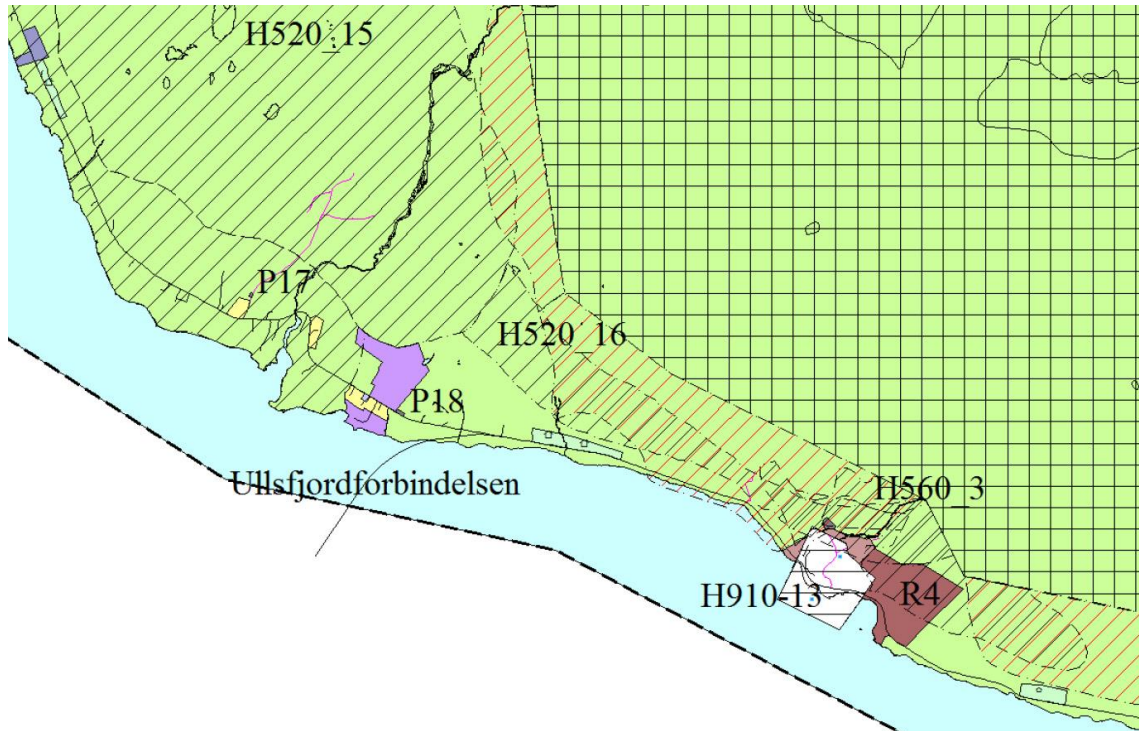 H520_15
P17
H520_16
P18
Ullsfjordforbindelsen
H560_3
H910-13
R4